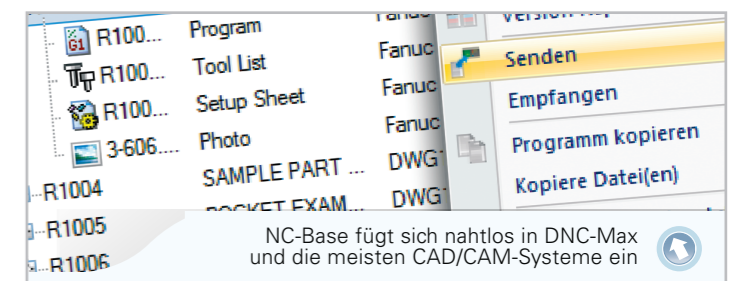 R100... Program Fanuc
R100... Tool List Fanuc
R100... Setup Sheet Fanuc
3-606.... Photo Fanuc
R1004 SAMPLE PART ... DWG
R1005 POCKET EXAM... DWG
R1006
Senden
Empfangen
Programm kopieren
Kopiere Datei(en)
NC-Base fügt sich nahtlos in DNC-Max
und die meisten CAD/CAM-Systeme ein